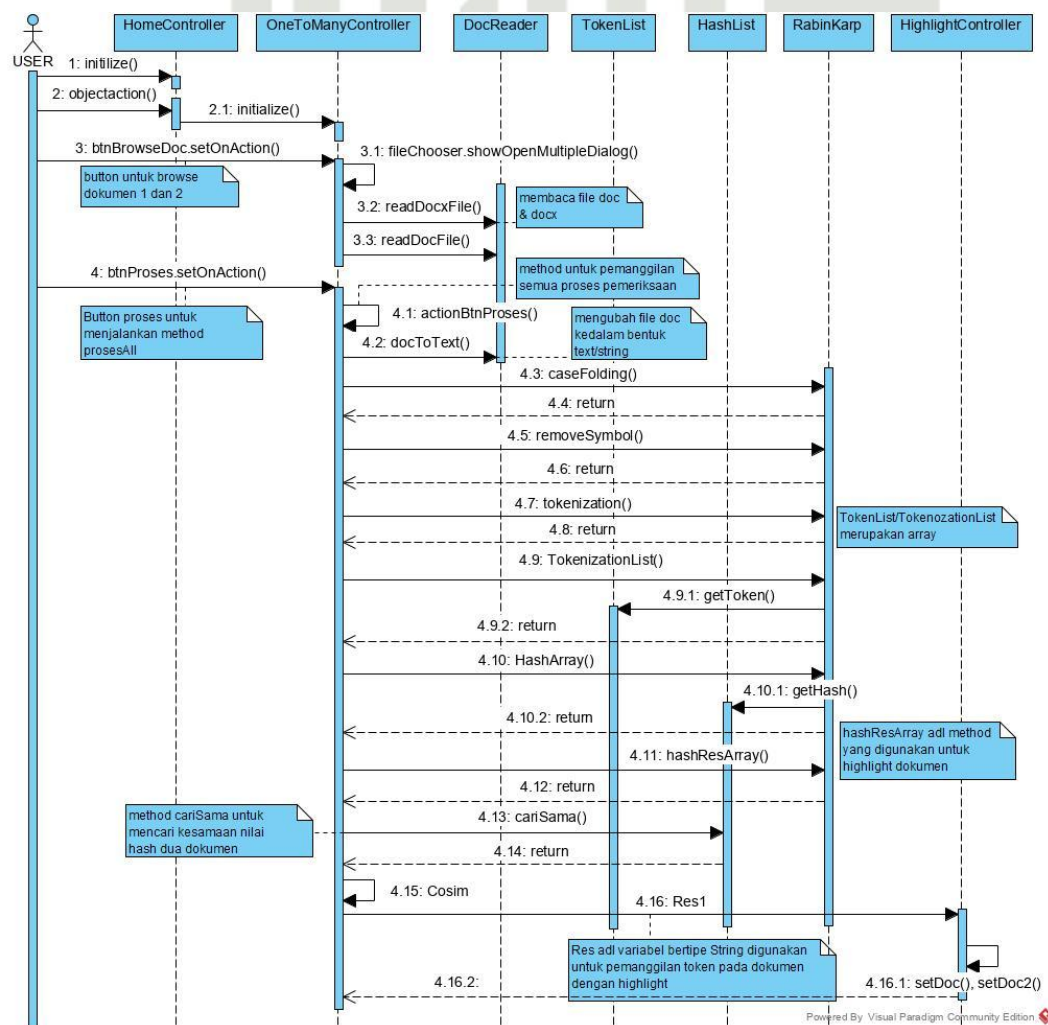 HomeController
OneToManyController
DocReader
TokenList
HashList
RabinKarp
HighlightController
USER
1: initilize()
2: objectaction()
2.1: initialize()
3: btnBrowseDoc.setOnAction()
3.1: fileChooser.showOpenMultipleDialog()
button untuk browse
dokumen 1 dan 2
membaca file doc
& docx
3.2: readDocxFile()
3.3: readDocFile()
4: btnProses.setOnAction()
method untuk pemanggilan
semua proses pemeriksaan
Button proses untuk
menjalankan method
prosesAll
4.1: actionBtnProses()
mengubah file doc
kedalam bentuk
text/string
4.2: docToText()
4.3: caseFolding()
4.4: return
4.5: removeSymbol()
4.6: return
4.7: tokenization()
TokenList/TokenozationList
merupakan array
4.8: return
4.9: TokenizationList()
4.9.1: getToken()
4.9.2: return
4.10: HashArray()
4.10.1: getHash()
4.10.2: return
hashResArray adl method
yang digunakan untuk
highlight dokumen
4.11: hashResArray()
4.12: return
method cariSama untuk
mencari kesamaan nilai
hash dua dokumen
4.13: cariSama()
4.14: return
4.15: Cosim
4.16: Res1
Res adl variabel bertipe String digunakan
untuk pemanggilan token pada dokumen
dengan highlight
4.16.1: setDoc(), setDoc2()
4.16.2:
Powered By Visual Paradigm Community Edition